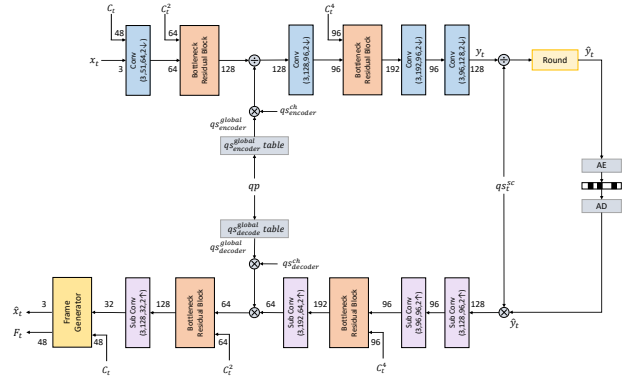 C_t
C_t^2
C_t^4
48
64
96
x_t
3
Conv
(3,51,64,2↓)
64
Bottleneck
Residual Block
128
÷
128
Conv
(3,128,96,2↓)
96
Bottleneck
Residual Block
192
Conv
(3,192,96,2↓)
96
Conv
(3,96,128,2↓)
y_t
128
÷
Round
ŷ_t
qs_encoder^global
⊗
qs_encoder^ch
qs_encoder^global table
AE
qp
qs_t^sc
AD
qs_decode^global table
qs_decoder^global
⊗
qs_decoder^ch
x̂_t
3
F_t
48
Frame
Generator
32
48
C_t
Sub Conv
(3,128,32,2↑)
128
Bottleneck
Residual Block
64
64
C_t^2
⊗
64
Sub Conv
(3,192,64,2↑)
192
Bottleneck
Residual Block
96
96
C_t^4
Sub Conv
(3,96,96,2↑)
96
Sub Conv
(3,128,96,2↑)
128
⊗
ŷ_t